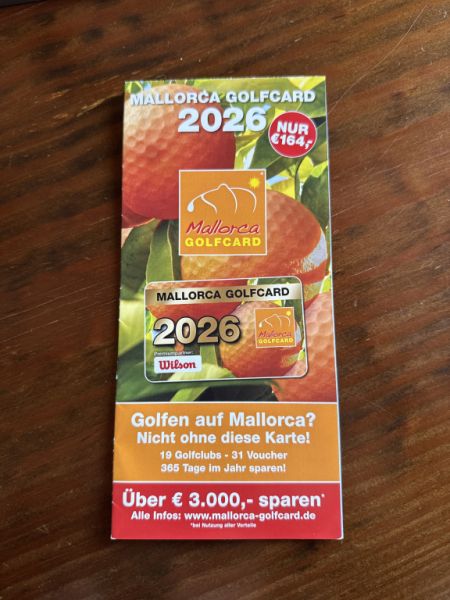 MALLORCA GOLFCARD
2026
NUR
€164,-
Mallorca
GOLFCARD
MALLORCA GOLFCARD
2026
Mallorca
GOLFCARD
Premiumpartner:
Wilson
Golfen auf Mallorca?
Nicht ohne diese Karte!
19 Golfclubs - 31 Voucher
365 Tage im Jahr sparen!
Über € 3.000,- sparen*
Alle Infos: www.mallorca-golfcard.de
*bei Nutzung aller Vorteile